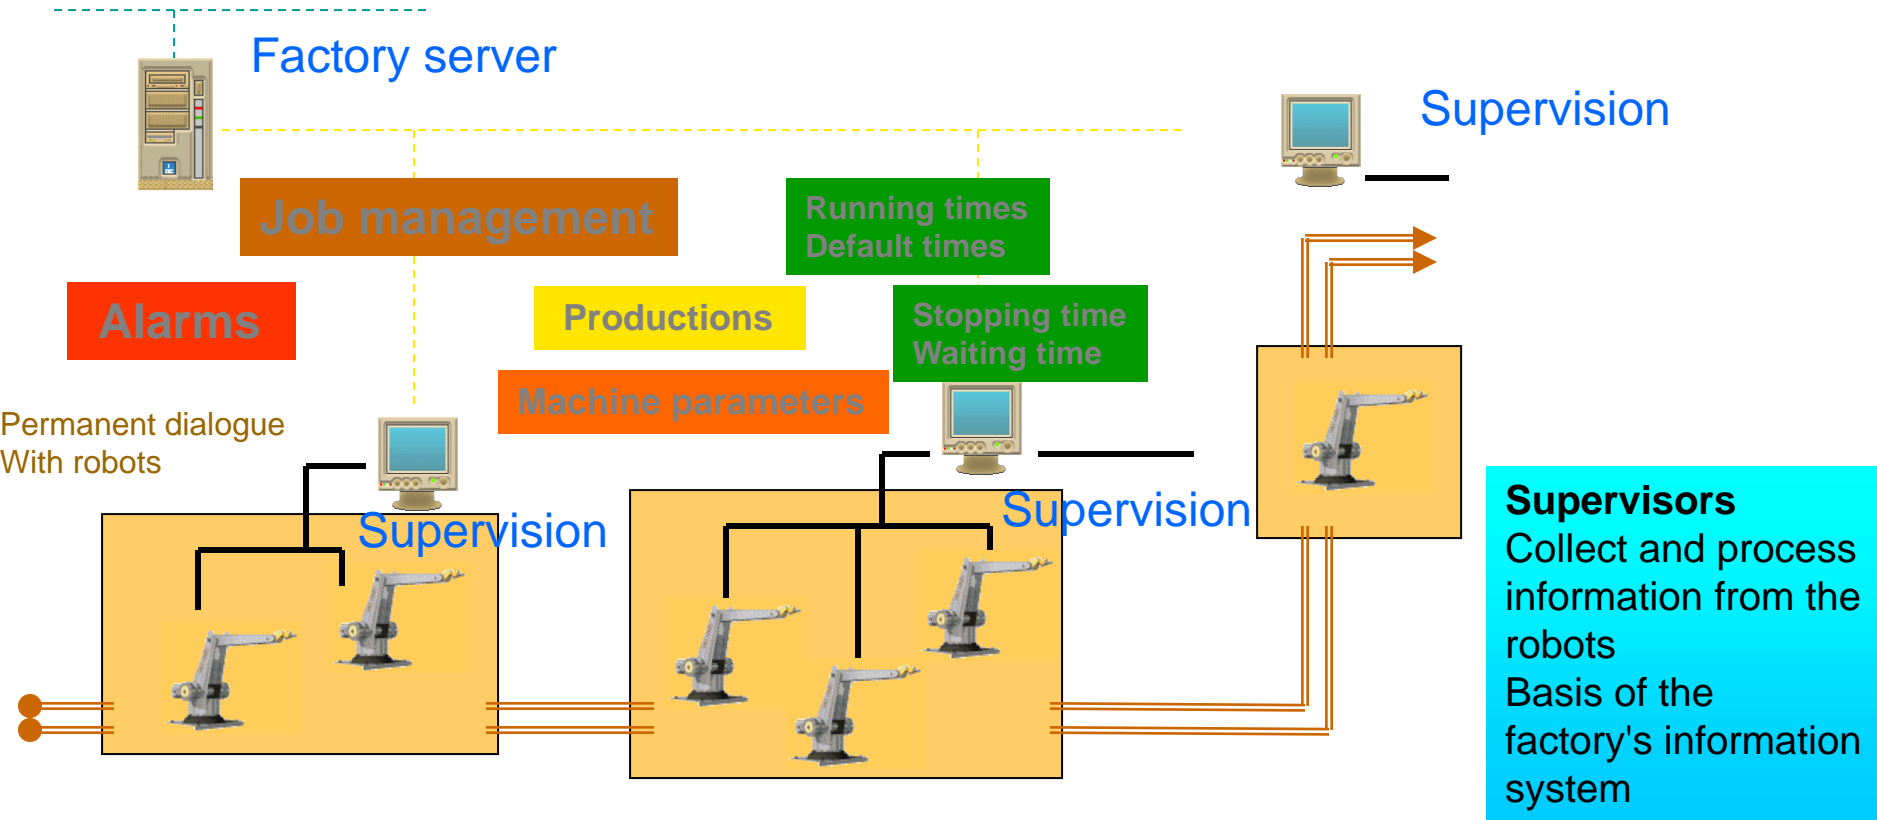 Factory server
Supervision
Job management
Running times
Default times
Alarms
Productions
Stopping time
Waiting time
Machine parameters
Permanent dialogue
With robots
Supervision
Supervision
Supervisors
Collect and process
information from the
robots
Basis of the
factory's information
system